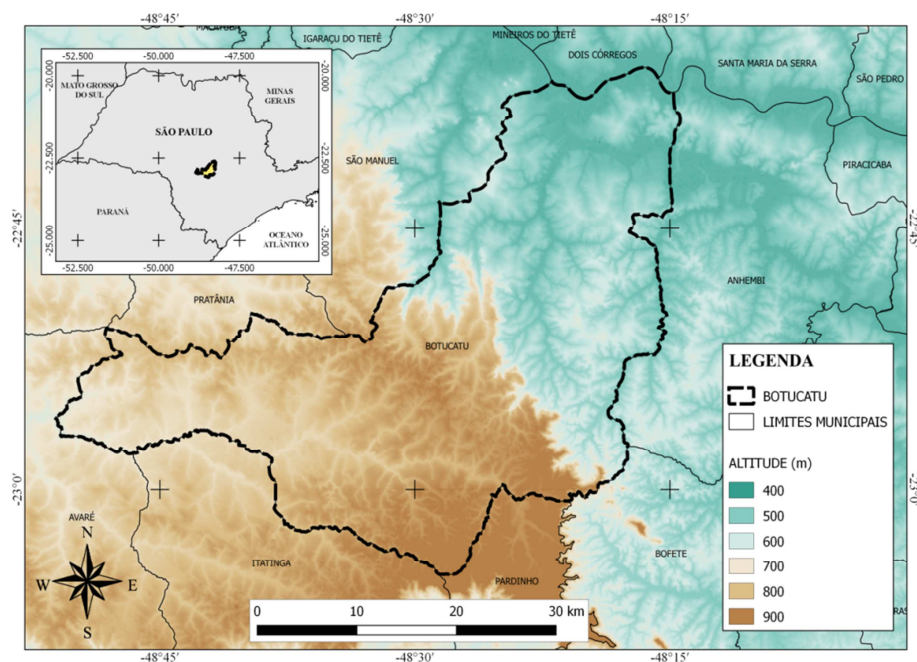 -48°45'
-48°30'
-48°15'
IGARAÇU DO TIETÊ
MINEIROS DO TIETÊ
DOIS CÓRREGOS
SANTA MARIA DA SERRA
SÃO PEDRO
-52.500
-50.000
-47.500
-20.000
-20.000
MATO GROSSO
DO SUL
MINAS
GERAIS
SÃO PAULO
-22.500
-22.500
PARANÁ
OCEANO
ATLÂNTICO
-25.000
-25.000
-52.500
-50.000
-47.500
SÃO MANUEL
PIRACICABA
-22°45'
-22°45'
ANHEMBI
PRATÂNIA
BOTUCATU
LEGENDA
BOTUCATU
LIMITES MUNICIPAIS
ALTITUDE (m)
400
500
600
700
800
900
-23°0'
-23°0'
AVARÉ
N
W
E
S
ITATINGA
PARDINHO
BOFETE
0
10
20
30 km
-48°45'
-48°30'
-48°15'